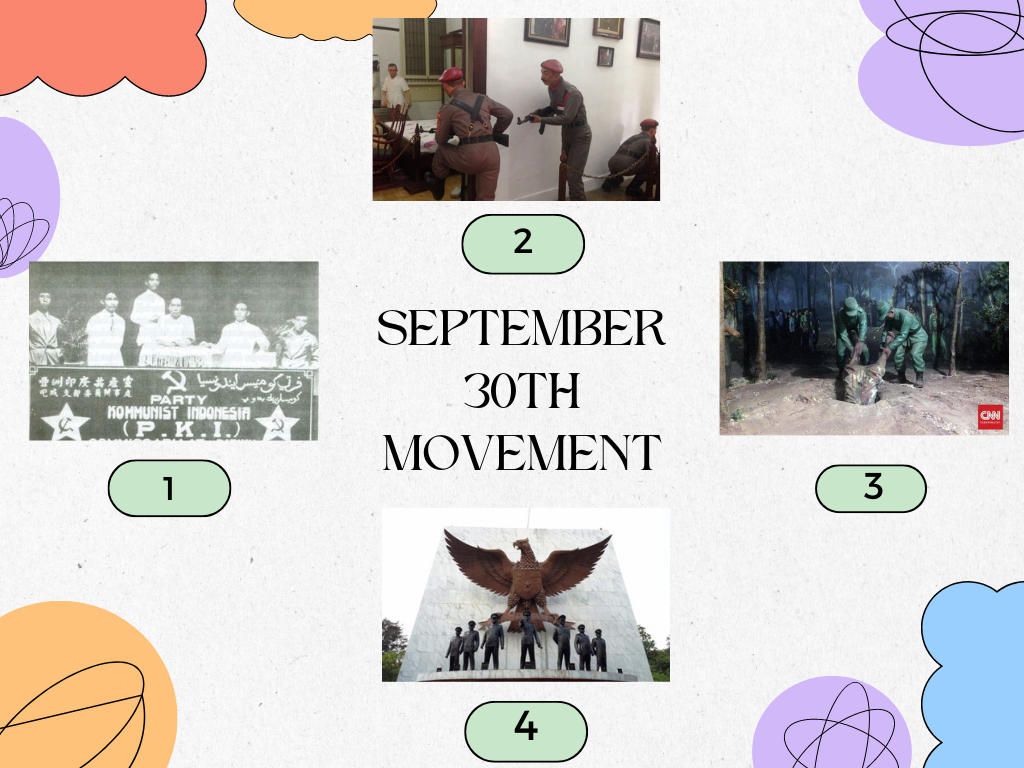 2
PARTY
KOMMUNIST INDONESIA
(P.K.I.)
1
SEPTEMBER
30TH
MOVEMENT
CNN
3
4